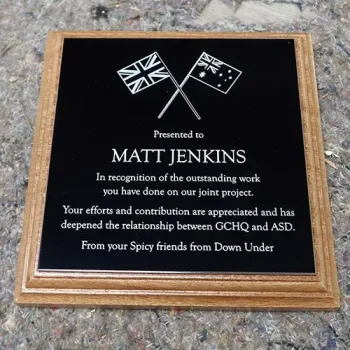 Presented to
MATT JENKINS
In recognition of the outstanding work
you have done on our joint project.
Your efforts and contribution are appreciated and has
deepened the relationship between GCHQ and ASD.
From your Spicy friends from Down Under